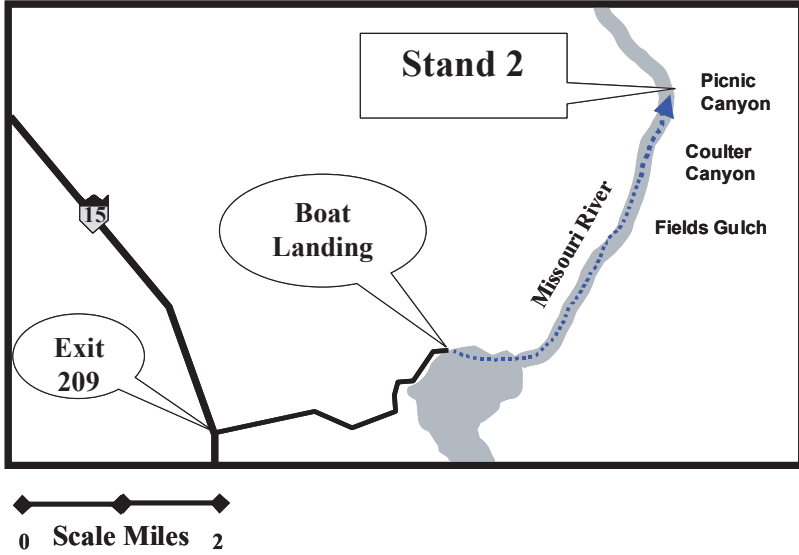 Stand 2
Picnic
Canyon
Coulter
Canyon
15
Boat
Landing
Missouri River
Fields Gulch
Exit
209
0 Scale Miles 2